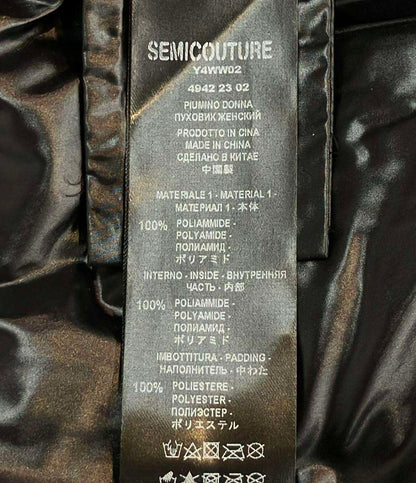 SEMICOUTURE
Y4WW02
4942 23 02
PIUMINO DONNA
ПУХОВИК ЖЕНСКИЙ
PRODOTTO IN CINA
MADE IN CHINA
СДЕЛАНО В КИТАЕ
中国製
MATERIALE 1 - MATERIAL 1 -
МАТЕРИАЛ 1 - 本体
100% POLIAMMIDE -
POLYAMIDE -
ПОЛИАМИД -
ポリアミド
INTERNO - INSIDE - ВНУТРЕННЯЯ
ЧАСТЬ - 内部
100% POLIAMMIDE -
POLYAMIDE -
ПОЛИАМИД -
ポリアミド
IMBOTTITURA - PADDING -
НАПОЛНИТЕЛЬ - 中わた
100% POLIESTERE -
POLYESTER -
ПОЛИЭСТЕР -
ポリエステル